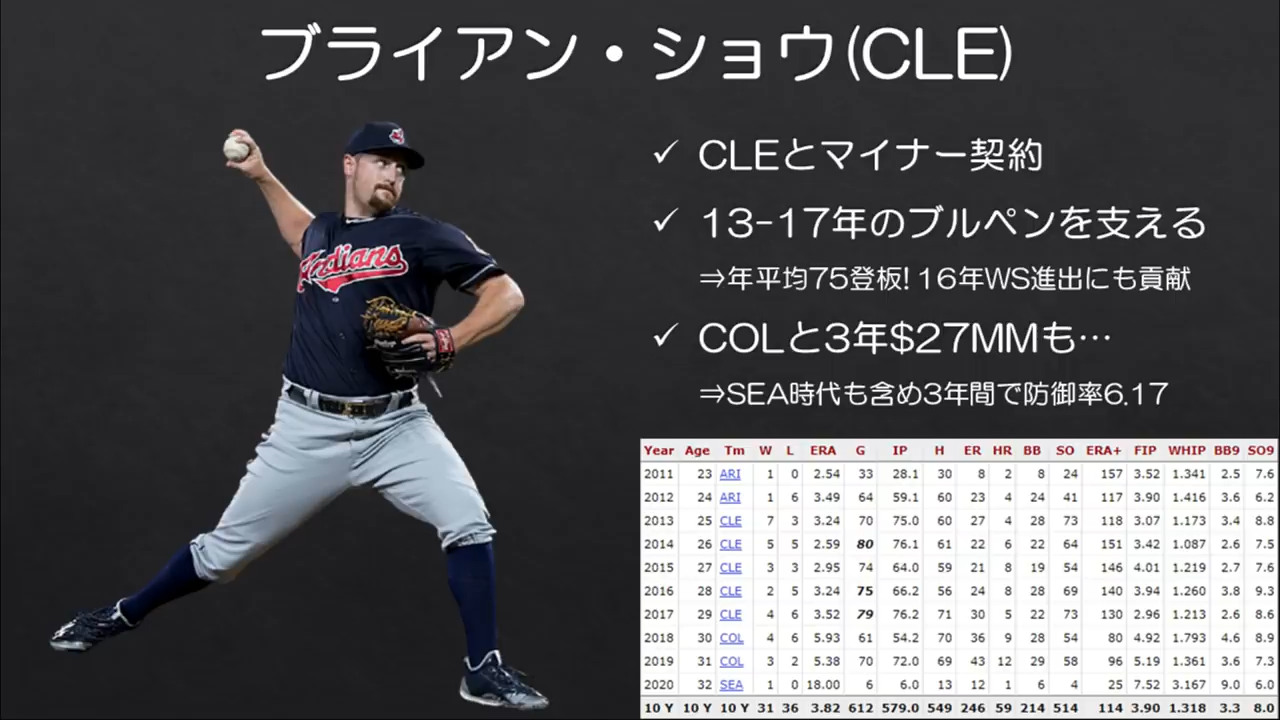 ブライアン・ショウ(CLE)
✓ CLEとマイナー契約
✓ 13-17年のブルペンを支える
⇒年平均75登板! 16年WS進出にも貢献
✓ COLと3年$27MMも…
⇒SEA時代も含め3年間で防御率6.17
Indians
Year Age Tm W L ERA G IP H ER HR BB SO ERA+ FIP WHIP BB9 SO9
2011 23 ARI 1 0 2.54 33 28.1 30 8 2 8 24 157 3.52 1.341 2.5 7.6
2012 24 ARI 1 6 3.49 64 59.1 60 23 4 24 41 117 3.90 1.416 3.6 6.2
2013 25 CLE 7 3 3.24 70 75.0 60 27 4 28 73 118 3.07 1.173 3.4 8.8
2014 26 CLE 5 5 2.59 80 76.1 61 22 6 22 64 151 3.42 1.087 2.6 7.5
2015 27 CLE 3 3 2.95 74 64.0 59 21 8 19 54 146 4.01 1.219 2.7 7.6
2016 28 CLE 2 5 3.24 75 66.2 56 24 8 28 69 140 3.94 1.260 3.8 9.3
2017 29 CLE 4 6 3.52 79 76.2 71 30 5 22 73 130 2.96 1.213 2.6 8.6
2018 30 COL 4 6 5.93 61 54.2 70 36 9 28 54 80 4.92 1.793 4.6 8.9
2019 31 COL 3 2 5.38 70 72.0 69 43 12 29 58 96 5.19 1.361 3.6 7.3
2020 32 SEA 1 0 18.00 6 6.0 13 12 1 6 4 25 7.52 3.167 9.0 6.0
10 Y 10 Y 10 Y 31 36 3.82 612 579.0 549 246 59 214 514 114 3.90 1.318 3.3 8.0